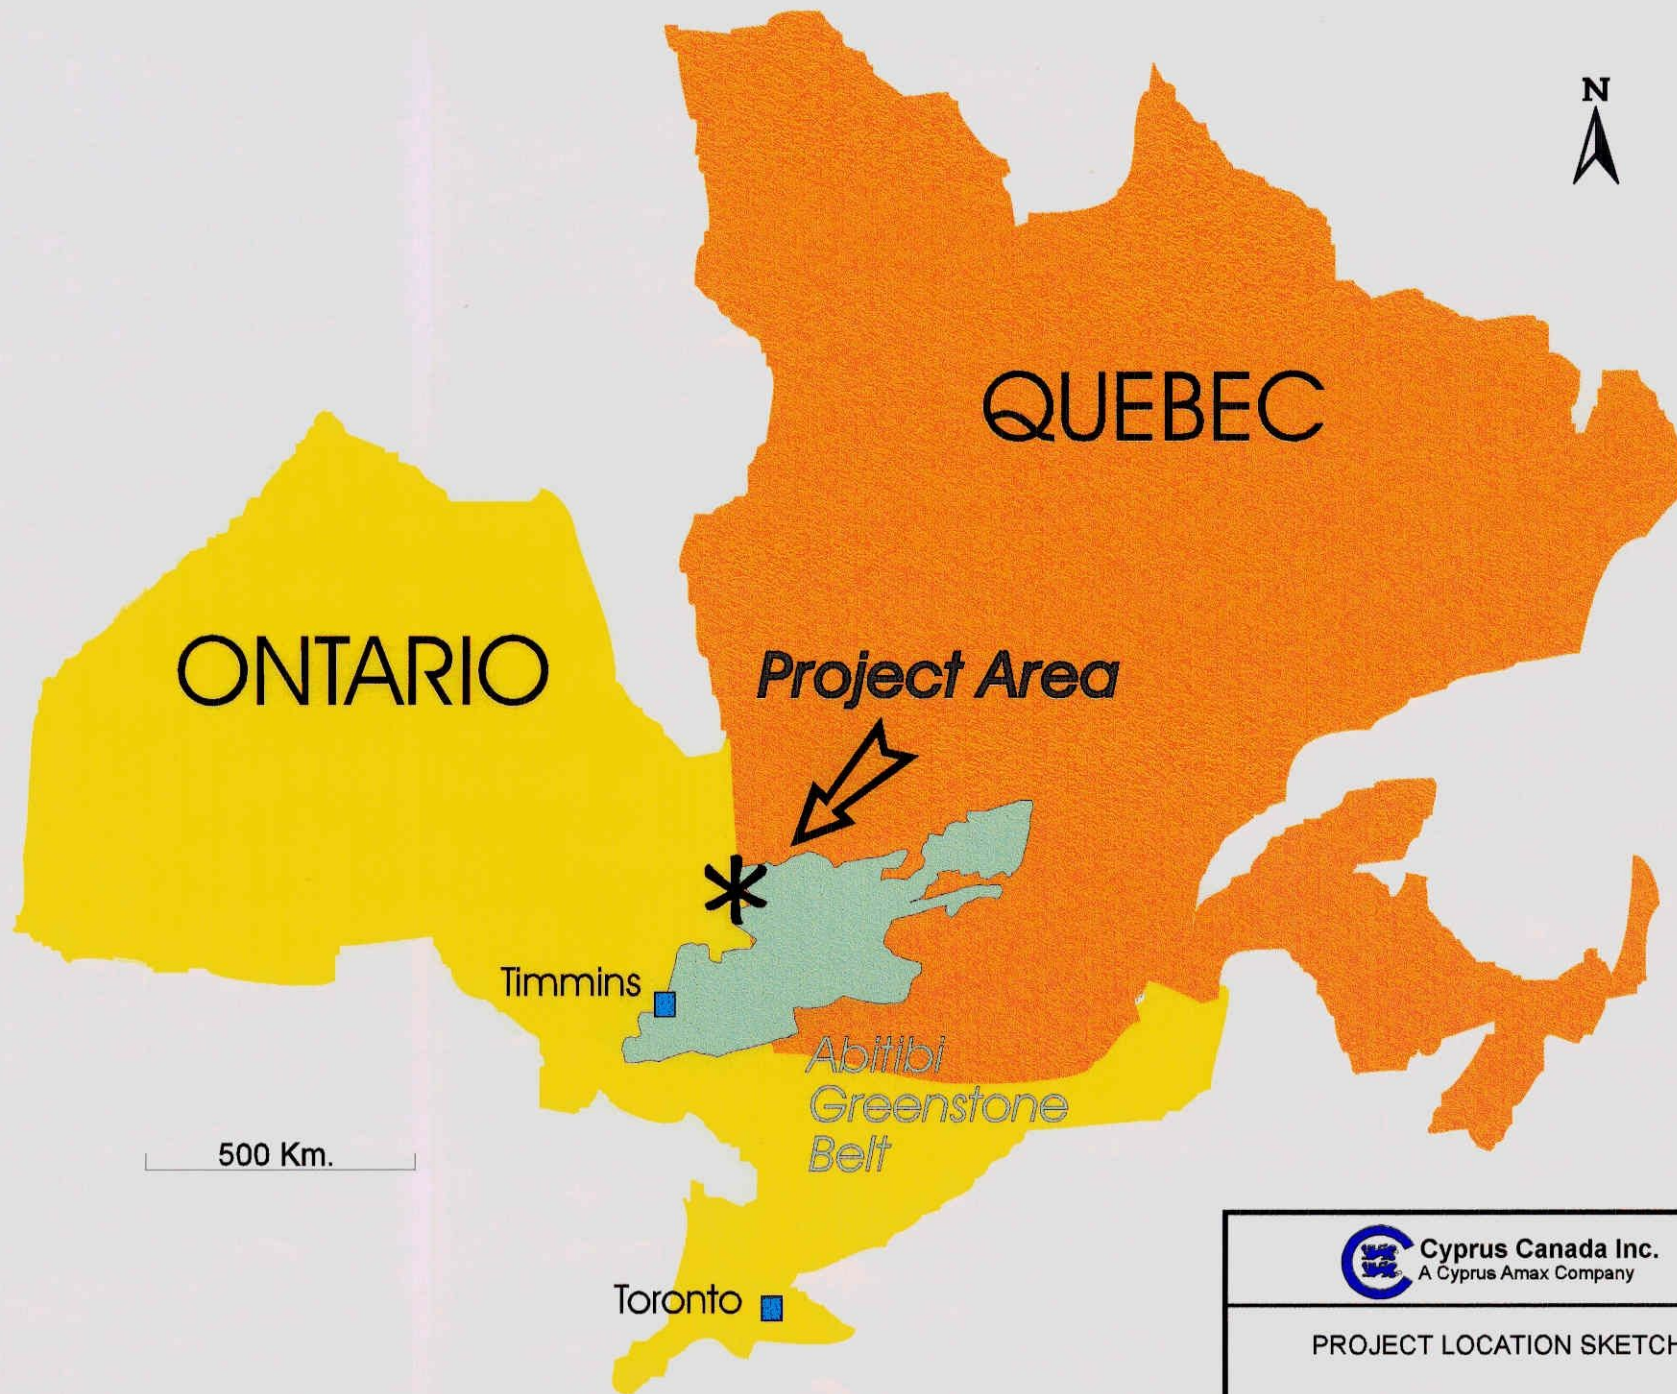 N
QUEBEC
ONTARIO
Project Area
Timmins
Abitibi
Greenstone
Belt
500 Km.
Toronto
Cyprus Canada Inc.
A Cyprus Amax Company
PROJECT LOCATION SKETCH